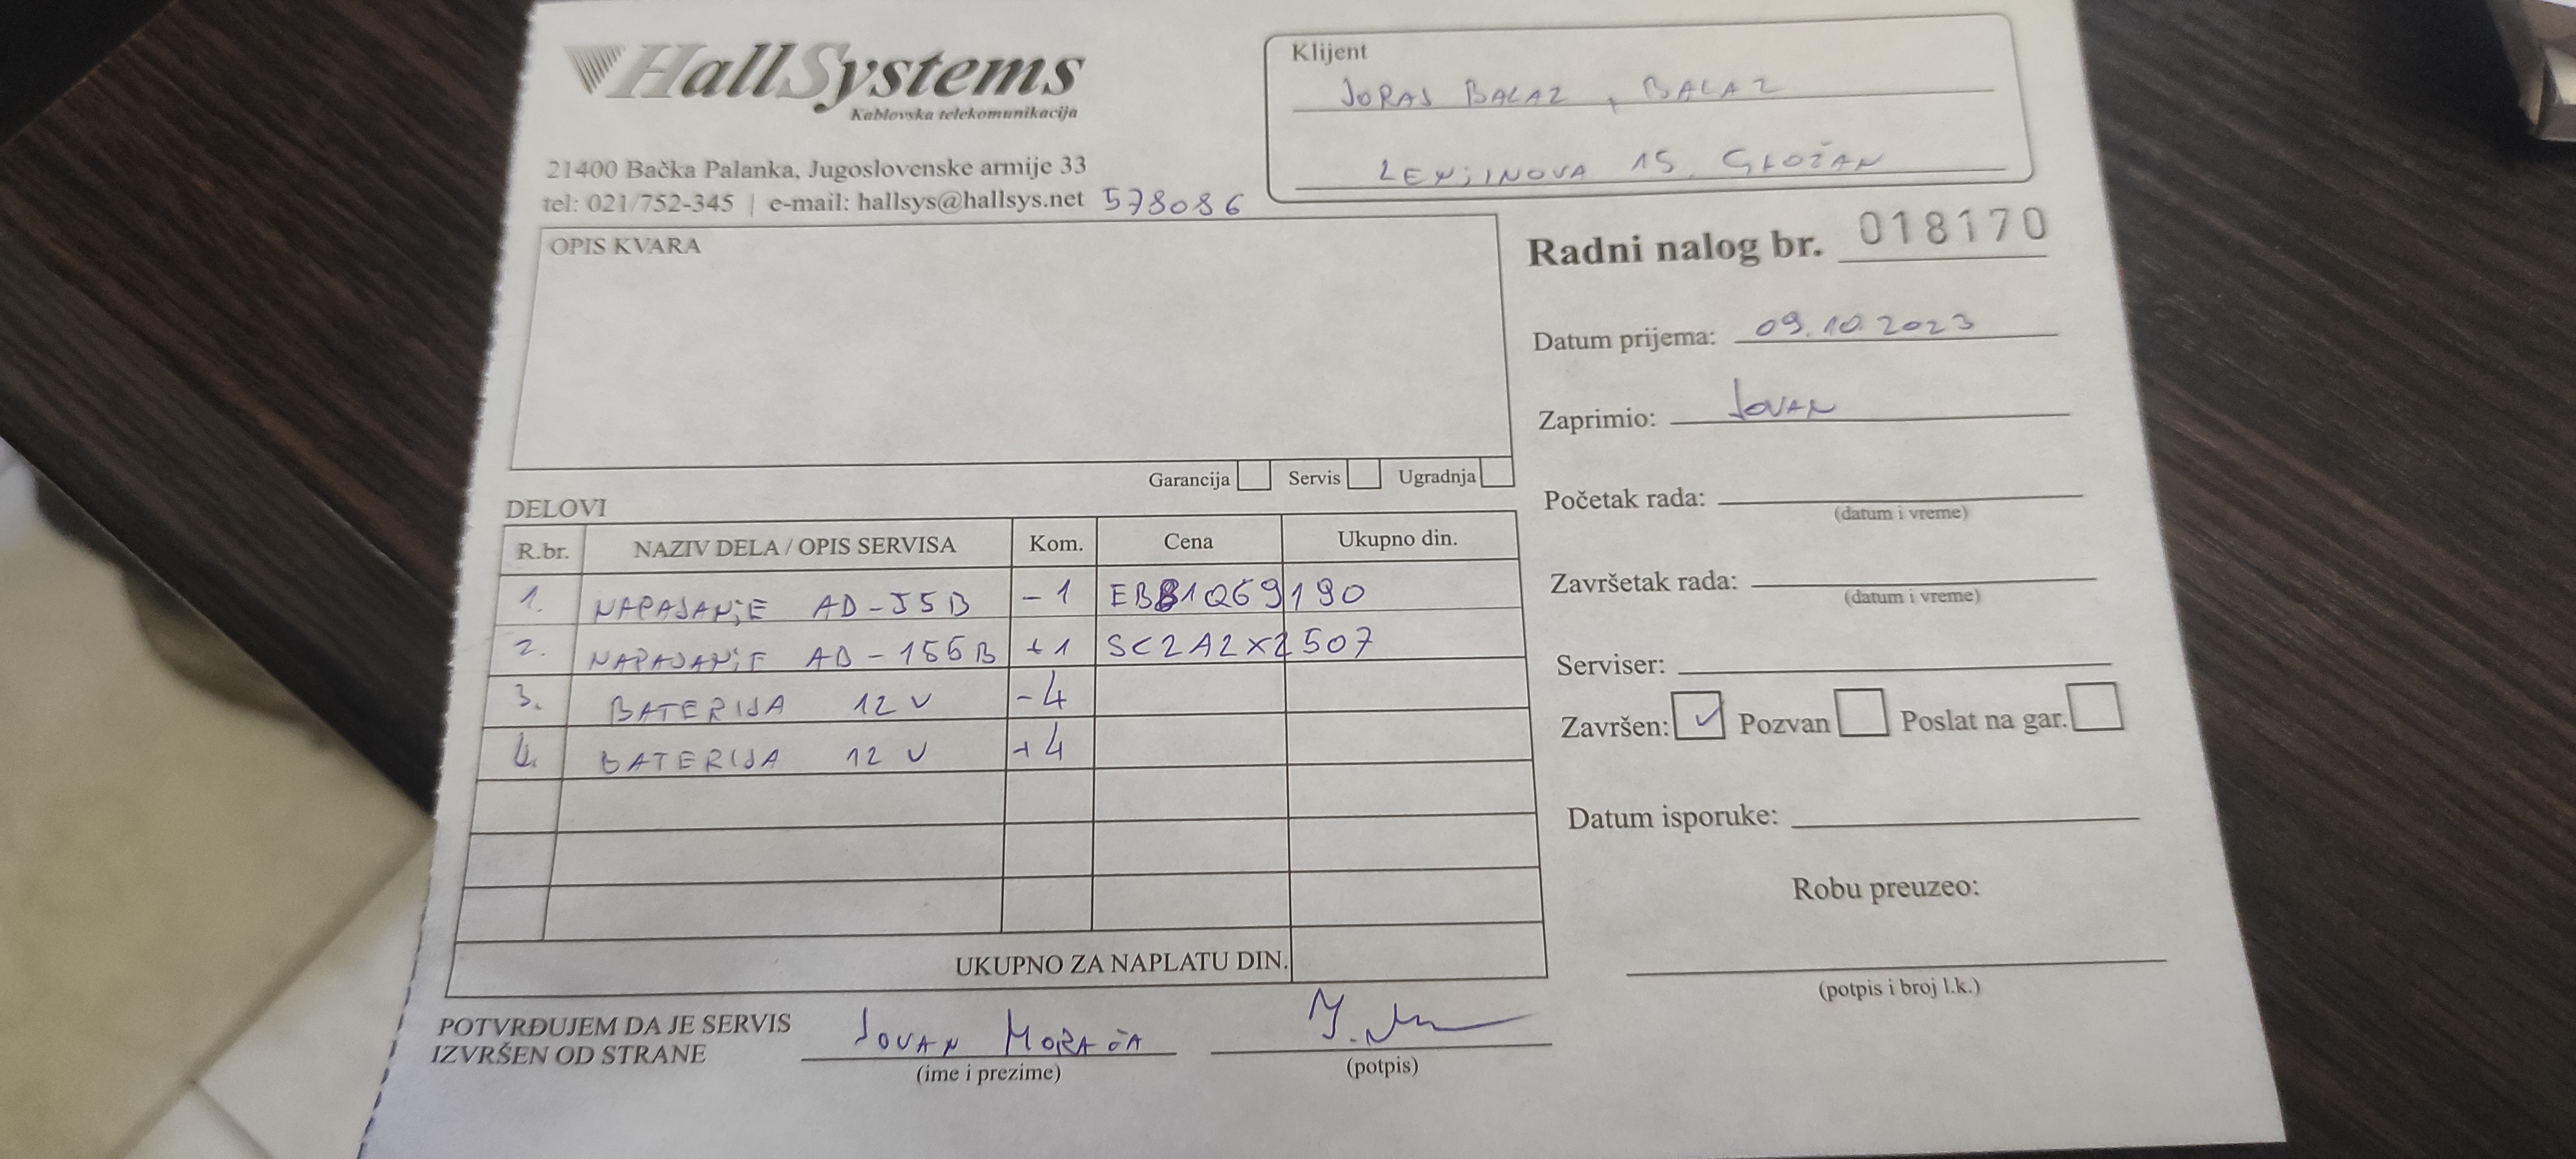 HallSystems
Kablovska telekomunikacija
21400 Bačka Palanka, Jugoslovenske armije 33
tel: 021/752-345 | e-mail: hallsys@hallsys.net 578086
Klijent
JORAS BALAZ, BALAZ
LENJINOVA 15, GLOŽAN
Radni nalog br. 018170
Datum prijema: 09.10.2023
Zaprimio: JOVAN
Početak rada:
(datum i vreme)
Završetak rada:
(datum i vreme)
Serviser:
Završen: ✓ Pozvan Poslat na gar.
Datum isporuke:
Robu preuzeo:
(potpis i broj l.k.)
OPIS KVARA
Garancija Servis Ugradnja
DELOVI
R.br. NAZIV DELA / OPIS SERVISA Kom. Cena Ukupno din.
1. NAPAJANJE AD-55B -1 EB81Q69190
2. NAPAJANJE AD-155B +1 SC2A2X2507
3. BATERIJA 12V -4
4. BATERIJA 12V +4
UKUPNO ZA NAPLATU DIN.
POTVRĐUJEM DA JE SERVIS
IZVRŠEN OD STRANE JOVAN MORAČA
(ime i prezime) (potpis)